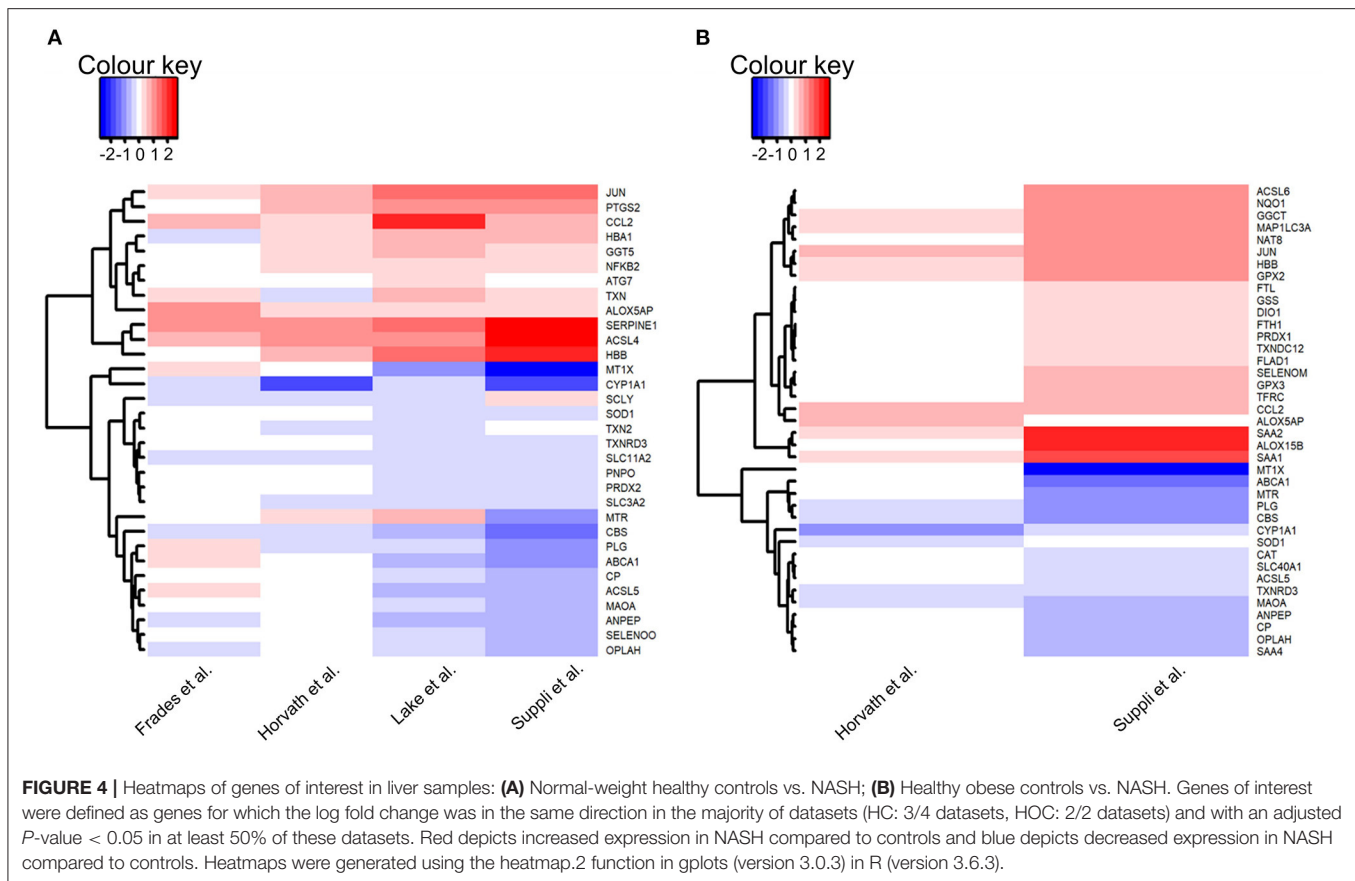 A
Colour key
-2-1 0 1 2
JUN
PTGS2
CCL2
HBA1
GGT5
NFKB2
ATG7
TXN
ALOX5AP
SERPINE1
ACSL4
HBB
MT1X
CYP1A1
SCLY
SOD1
TXN2
TXNRD3
SLC11A2
PNPO
PRDX2
SLC3A2
MTR
CBS
PLG
ABCA1
CP
ACSL5
MAOA
ANPEP
SELENOO
OPLAH
Frades et al.
Horvath et al.
Lake et al.
Suppli et al.
B
Colour key
-2-1 0 1 2
ACSL6
NQO1
GGCT
MAP1LC3A
NAT8
JUN
HBB
GPX2
FTL
GSS
DIO1
FTH1
PRDX1
TXNDC12
FLAD1
SELENOM
GPX3
TFRC
CCL2
ALOX5AP
SAA2
ALOX15B
SAA1
MT1X
ABCA1
MTR
PLG
CBS
CYP1A1
SOD1
CAT
SLC40A1
ACSL5
TXNRD3
MAOA
ANPEP
CP
OPLAH
SAA4
Horvath et al.
Suppli et al.
FIGURE 4 | Heatmaps of genes of interest in liver samples: (A) Normal-weight healthy controls vs. NASH; (B) Healthy obese controls vs. NASH. Genes of interest
were defined as genes for which the log fold change was in the same direction in the majority of datasets (HC: 3/4 datasets, HOC: 2/2 datasets) and with an adjusted
P-value < 0.05 in at least 50% of these datasets. Red depicts increased expression in NASH compared to controls and blue depicts decreased expression in NASH
compared to controls. Heatmaps were generated using the heatmap.2 function in gplots (version 3.0.3) in R (version 3.6.3).